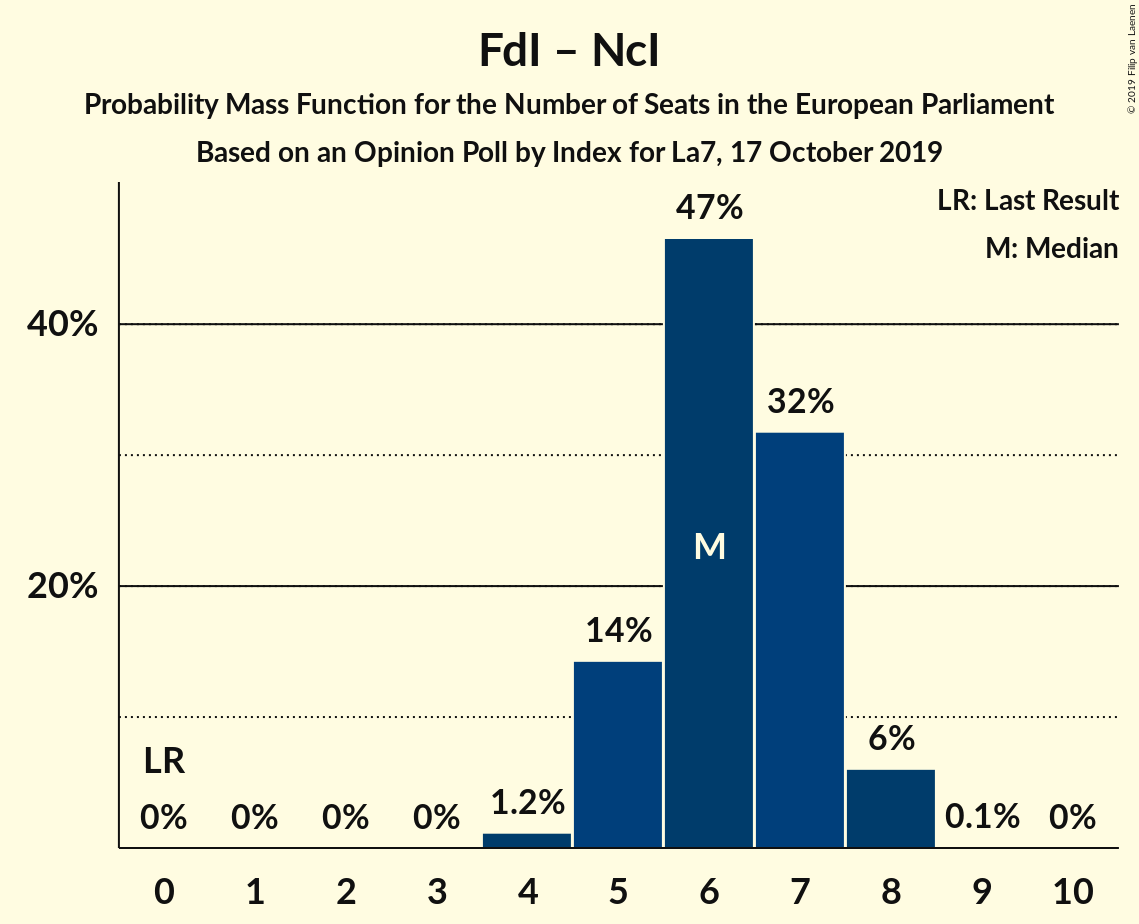 FdI – NcI
Probability Mass Function for the Number of Seats in the European Parliament
Based on an Opinion Poll by Index for La7, 17 October 2019
© 2019 Filip van Laenen
LR: Last Result
M: Median
47%
40%
32%
M
20%
14%
LR
6%
0% 0% 0% 0% 1.2% 0.1% 0%
0 1 2 3 4 5 6 7 8 9 10